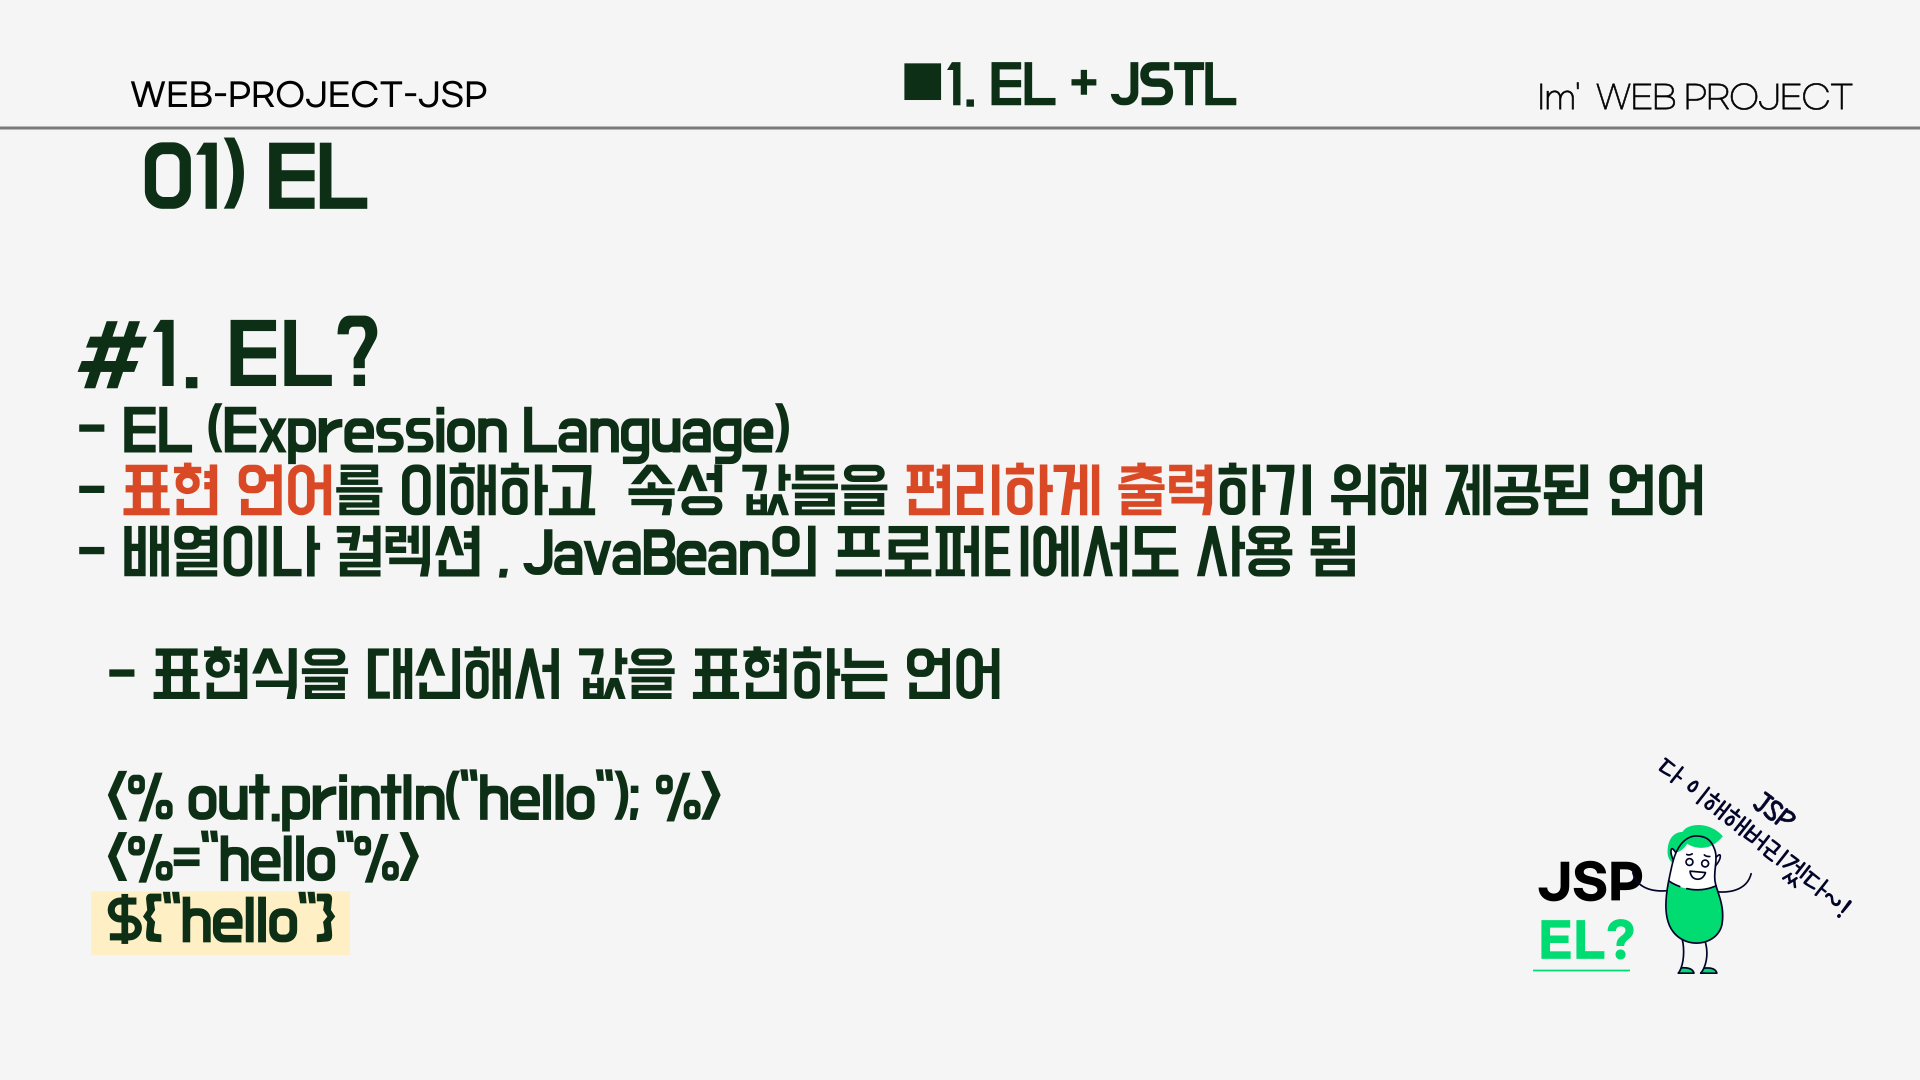 WEB-PROJECT-JSP
■1. EL + JSTL
Im' WEB PROJECT
01) EL
#1. EL?
- EL (Expression Language)
- 표현 언어를 이해하고 속성 값들을 편리하게 출력하기 위해 제공된 언어
- 배열이나 컬렉션 , JavaBean의 프로퍼티에서도 사용 됨
- 표현식을 대신해서 값을 표현하는 언어
<% out.println("hello"); %>
<%="hello"%>
${"hello"}
JSP
다 이해해버리겠다~!
JSP
EL?